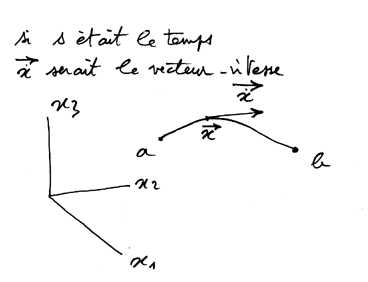 si s était le temps
ẋ serait le vecteur-vitesse
ẋ
x3
x
a
b
x2
x1